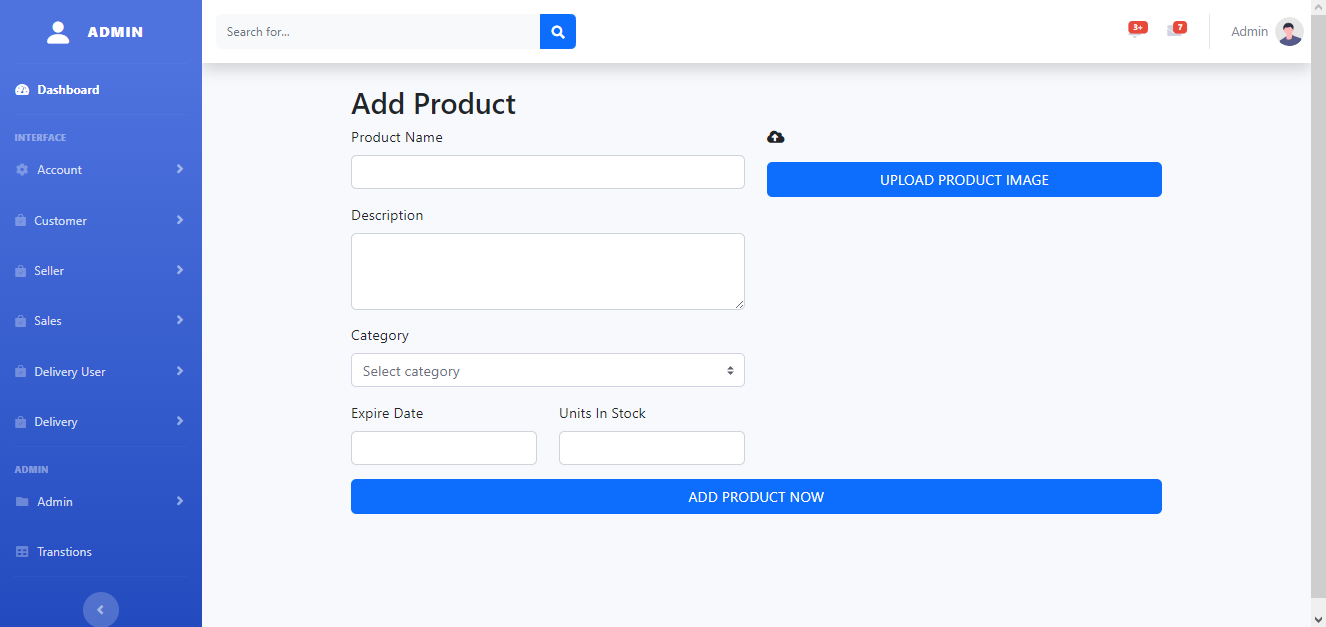 ADMIN
Search for...
3+
7
Admin
Dashboard
INTERFACE
Account
Customer
Seller
Sales
Delivery User
Delivery
ADMIN
Admin
Transtions
Add Product
Product Name
UPLOAD PRODUCT IMAGE
Description
Category
Select category
Expire Date Units In Stock
ADD PRODUCT NOW